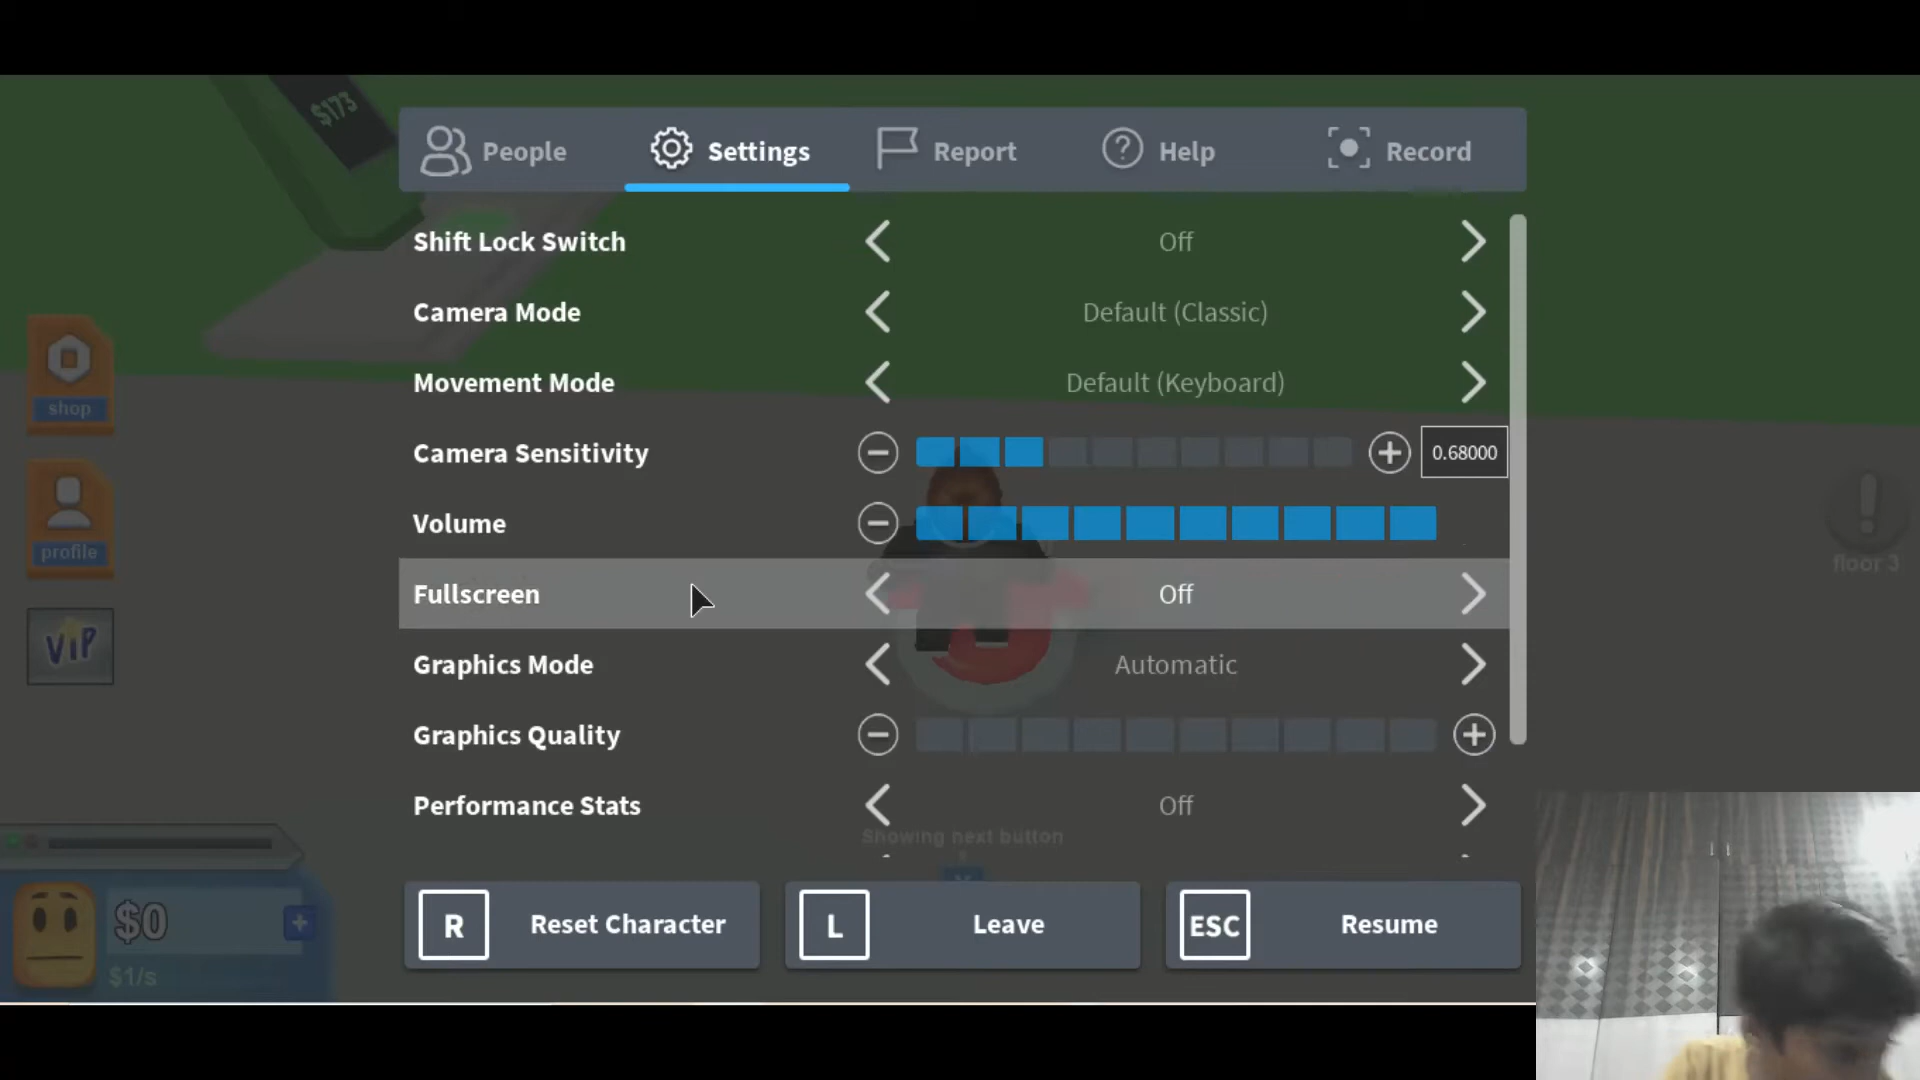 $173
People
Settings
Report
Help
Record
Shift Lock Switch
Off
Camera Mode
Default (Classic)
Movement Mode
Default (Keyboard)
Camera Sensitivity
0.68000
Volume
Fullscreen
Off
Graphics Mode
Automatic
Graphics Quality
Performance Stats
Off
shop
profile
VIP
floor 3
Showing next button
$0
$1/s
R
Reset Character
L
Leave
ESC
Resume